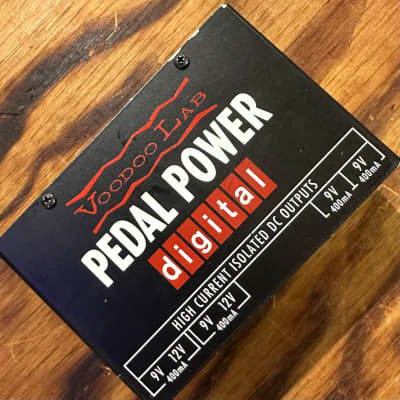 VOODOO LAB
PEDAL POWER
digital
HIGH CURRENT ISOLATED DC OUTPUTS
9V 12V
400mA
9V 12V
400mA
9V
400mA
9V
400mA